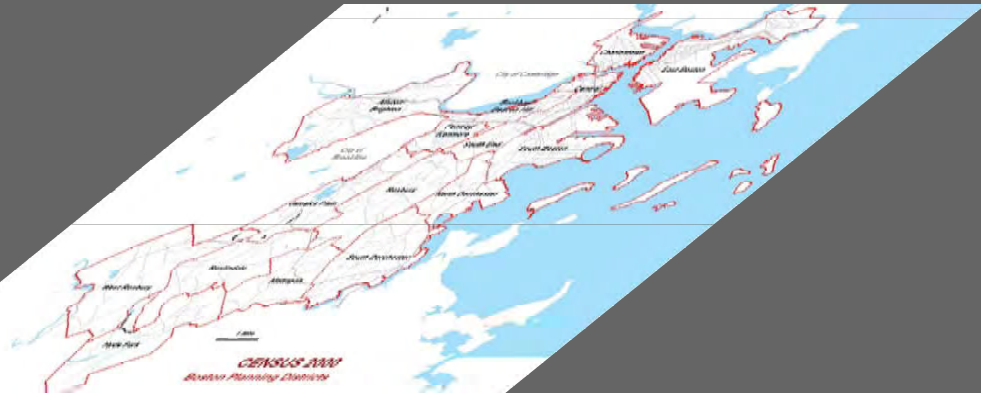 Charlestown
East Boston
City of Cambridge
Central
Allston
Brighton
Back Bay
Beacon Hill
Fenway
Kenmore
South End
South Boston
City of
Brookline
Roxbury
North Dorchester
Jamaica Plain
South Dorchester
Roslindale
Mattapan
West Roxbury
Hyde Park
CENSUS 2000
Boston Planning Districts